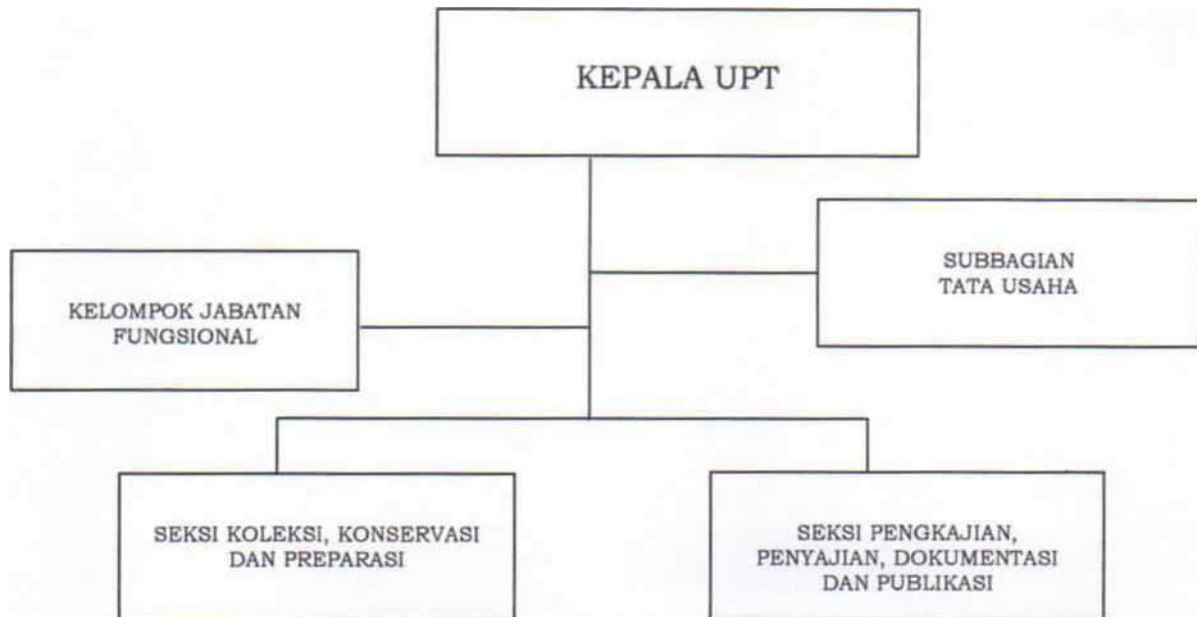 KEPALA UPT
SUBBAGIAN
TATA USAHA
KELOMPOK JABATAN
FUNGSIONAL
SEKSI KOLEKSI, KONSERVASI
DAN PREPARASI
SEKSI PENGKAJIAN,
PENYAJIAN, DOKUMENTASI
DAN PUBLIKASI